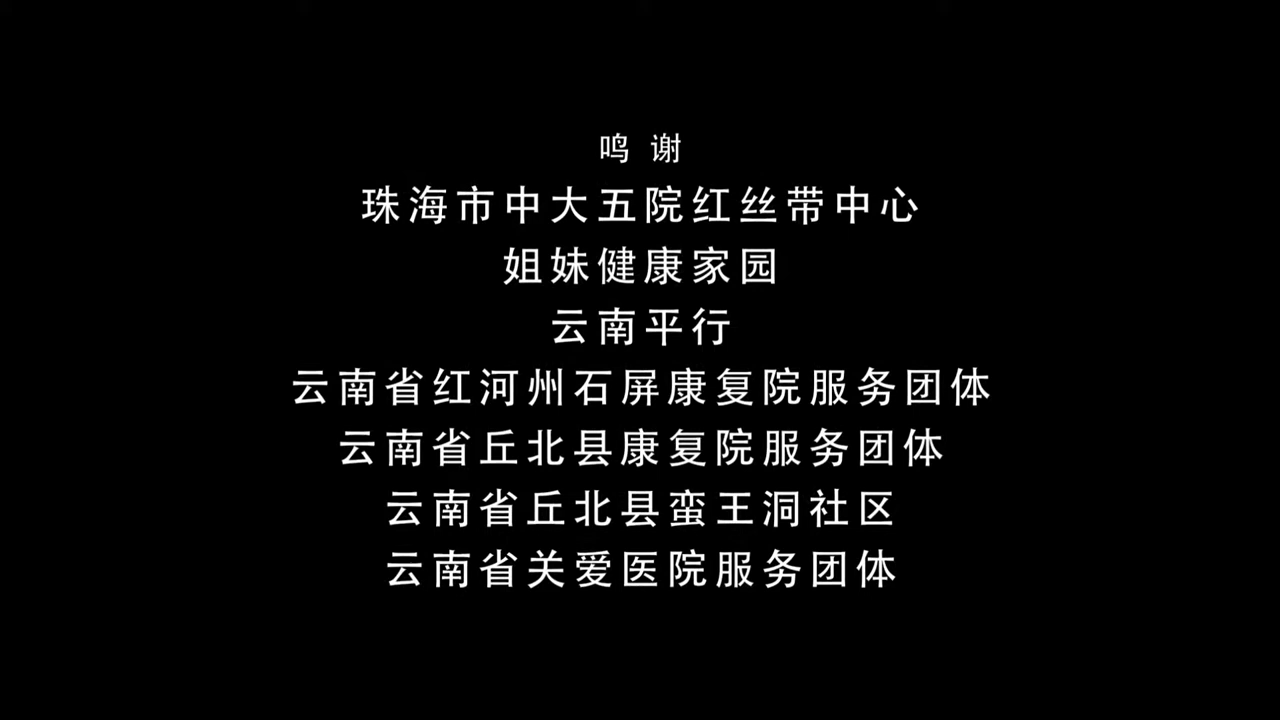 鸣 谢
珠海市中大五院红丝带中心
姐妹健康家园
云南平行
云南省红河州石屏康复院服务团体
云南省丘北县康复院服务团体
云南省丘北县蛮王洞社区
云南省关爱医院服务团体